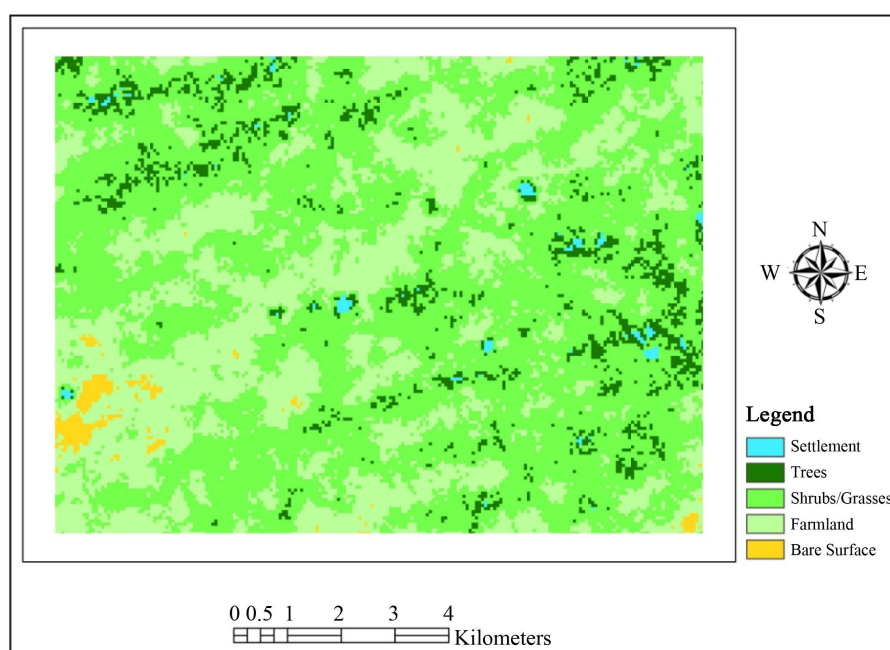 N
W E
S
Legend
Settlement
Trees
Shrubs/Grasses
Farmland
Bare Surface
0 0.5 1 2 3 4
Kilometers